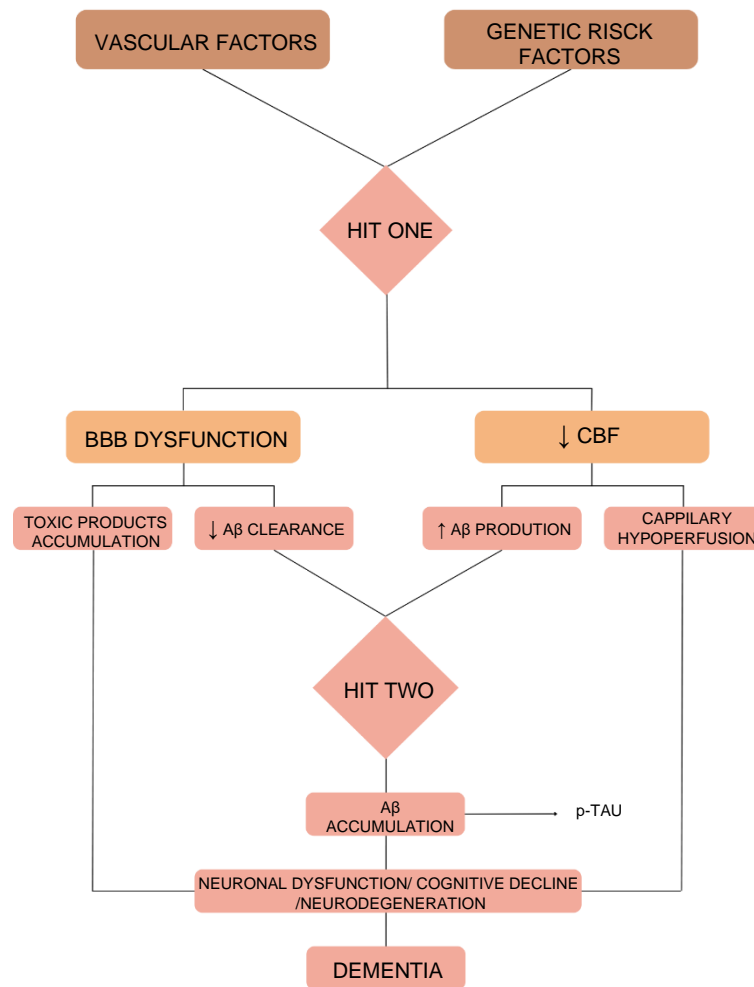 VASCULAR FACTORS
GENETIC RISCK
FACTORS
HIT ONE
BBB DYSFUNCTION
↓ CBF
TOXIC PRODUCTS
ACCUMULATION
↓ Aβ CLEARANCE
↑ Aβ PRODUTION
CAPPILARY
HYPOPERFUSION
HIT TWO
Aβ
ACCUMULATION
p-TAU
NEURONAL DYSFUNCTION/ COGNITIVE DECLINE
/NEURODEGENERATION
DEMENTIA